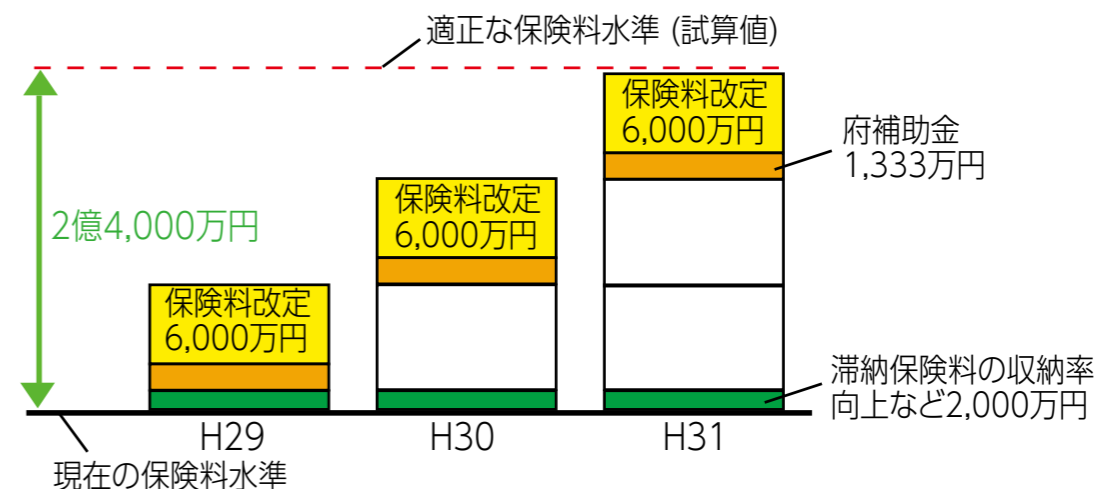 適正な保険料水準 (試算値)
保険料改定
6,000万円
府補助金
1,333万円
保険料改定
6,000万円
2億4,000万円
保険料改定
6,000万円
滞納保険料の収納率
向上など2,000万円
H29
H30
H31
現在の保険料水準